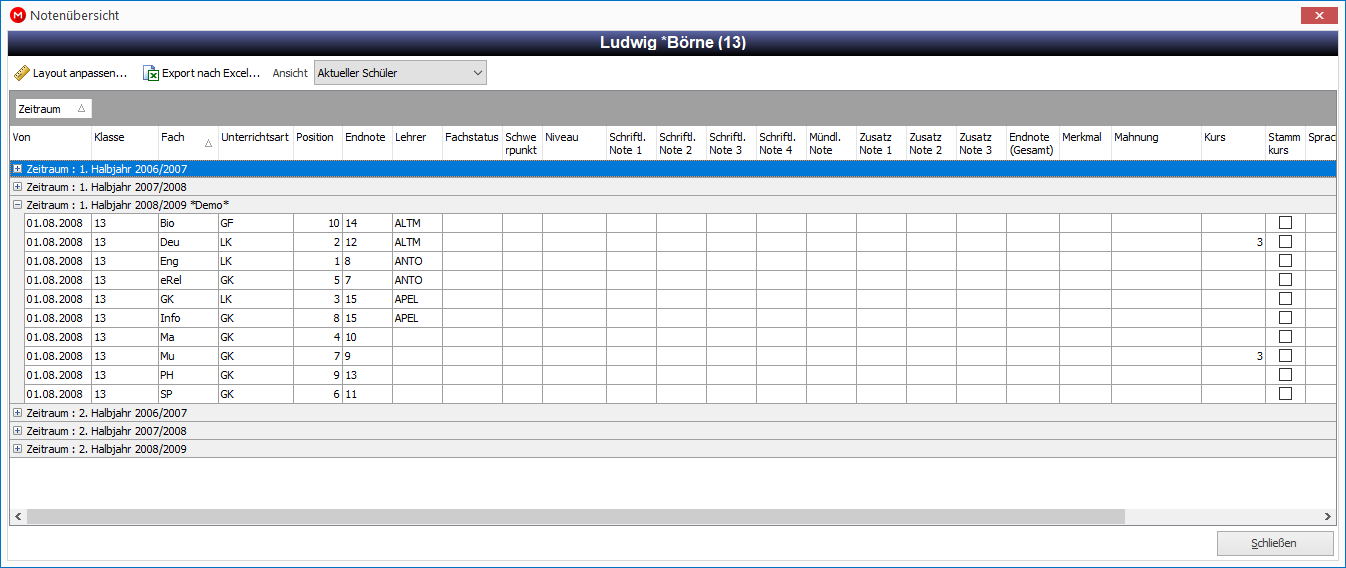 M Notenübersicht
Ludwig *Börne (13)
Layout anpassen... Export nach Excel... Ansicht Aktueller Schüler
Zeitraum
Von Klasse Fach Unterrichtsart Position Endnote Lehrer Fachstatus Schwe Niveau Schriftl. Schriftl. Schriftl. Schriftl. Mündl. Zusatz Zusatz Zusatz Endnote Merkmal Mahnung Kurs Stamm Sprac
rpunkt Note 1 Note 2 Note 3 Note 4 Note Note 1 Note 2 Note 3 (Gesamt) kurs
Zeitraum : 1. Halbjahr 2006/2007
Zeitraum : 1. Halbjahr 2007/2008
Zeitraum : 1. Halbjahr 2008/2009 *Demo*
01.08.2008 13 Bio GF 10 14 ALTM
01.08.2008 13 Deu LK 2 12 ALTM 3
01.08.2008 13 Eng LK 1 8 ANTO
01.08.2008 13 eRel GK 5 7 ANTO
01.08.2008 13 GK LK 3 15 APEL
01.08.2008 13 Info GK 8 15 APEL
01.08.2008 13 Ma GK 4 10
01.08.2008 13 Mu GK 7 9 3
01.08.2008 13 PH GK 9 13
01.08.2008 13 SP GK 6 11
Zeitraum : 2. Halbjahr 2006/2007
Zeitraum : 2. Halbjahr 2007/2008
Zeitraum : 2. Halbjahr 2008/2009
Schließen